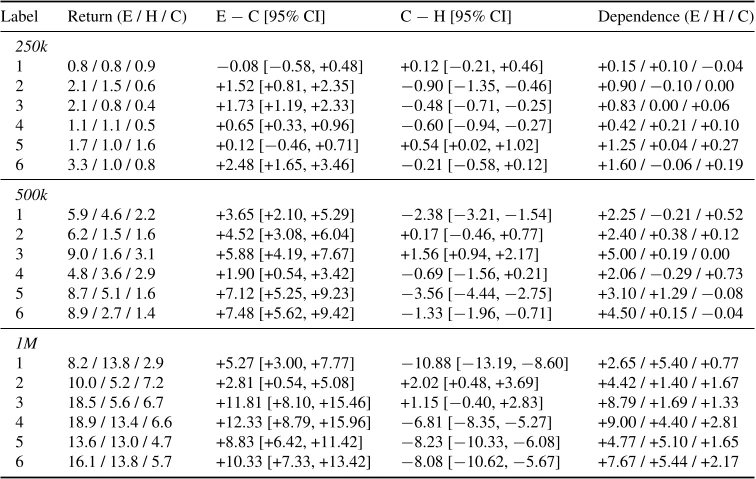 Label Return (E / H / C) E − C [95% CI] C − H [95% CI] Dependence (E / H / C)
250k
1 0.8 / 0.8 / 0.9 −0.08 [−0.58, +0.48] +0.12 [−0.21, +0.46] +0.15 / +0.10 / −0.04
2 2.1 / 1.5 / 0.6 +1.52 [+0.81, +2.35] −0.90 [−1.35, −0.46] +0.90 / −0.10 / 0.00
3 2.1 / 0.8 / 0.4 +1.73 [+1.19, +2.33] −0.48 [−0.71, −0.25] +0.83 / 0.00 / +0.06
4 1.1 / 1.1 / 0.5 +0.65 [+0.33, +0.96] −0.60 [−0.94, −0.27] +0.42 / +0.21 / +0.10
5 1.7 / 1.0 / 1.6 +0.12 [−0.46, +0.71] +0.54 [+0.02, +1.02] +1.25 / +0.04 / +0.27
6 3.3 / 1.0 / 0.8 +2.48 [+1.65, +3.46] −0.21 [−0.58, +0.12] +1.60 / −0.06 / +0.19
500k
1 5.9 / 4.6 / 2.2 +3.65 [+2.10, +5.29] −2.38 [−3.21, −1.54] +2.25 / −0.21 / +0.52
2 6.2 / 1.5 / 1.6 +4.52 [+3.08, +6.04] +0.17 [−0.46, +0.77] +2.40 / +0.38 / +0.12
3 9.0 / 1.6 / 3.1 +5.88 [+4.19, +7.67] +1.56 [+0.94, +2.17] +5.00 / +0.19 / 0.00
4 4.8 / 3.6 / 2.9 +1.90 [+0.54, +3.42] −0.69 [−1.56, +0.21] +2.06 / −0.29 / +0.73
5 8.7 / 5.1 / 1.6 +7.12 [+5.25, +9.23] −3.56 [−4.44, −2.75] +3.10 / +1.29 / −0.08
6 8.9 / 2.7 / 1.4 +7.48 [+5.62, +9.42] −1.33 [−1.96, −0.71] +4.50 / +0.15 / −0.04
1M
1 8.2 / 13.8 / 2.9 +5.27 [+3.00, +7.77] −10.88 [−13.19, −8.60] +2.65 / +5.40 / +0.77
2 10.0 / 5.2 / 7.2 +2.81 [+0.54, +5.08] +2.02 [+0.48, +3.69] +4.42 / +1.40 / +1.67
3 18.5 / 5.6 / 6.7 +11.81 [+8.10, +15.46] +1.15 [−0.40, +2.83] +8.79 / +1.69 / +1.33
4 18.9 / 13.4 / 6.6 +12.33 [+8.79, +15.96] −6.81 [−8.35, −5.27] +9.00 / +4.40 / +2.81
5 13.6 / 13.0 / 4.7 +8.83 [+6.42, +11.42] −8.23 [−10.33, −6.08] +4.77 / +5.10 / +1.65
6 16.1 / 13.8 / 5.7 +10.33 [+7.33, +13.42] −8.08 [−10.62, −5.67] +7.67 / +5.44 / +2.17